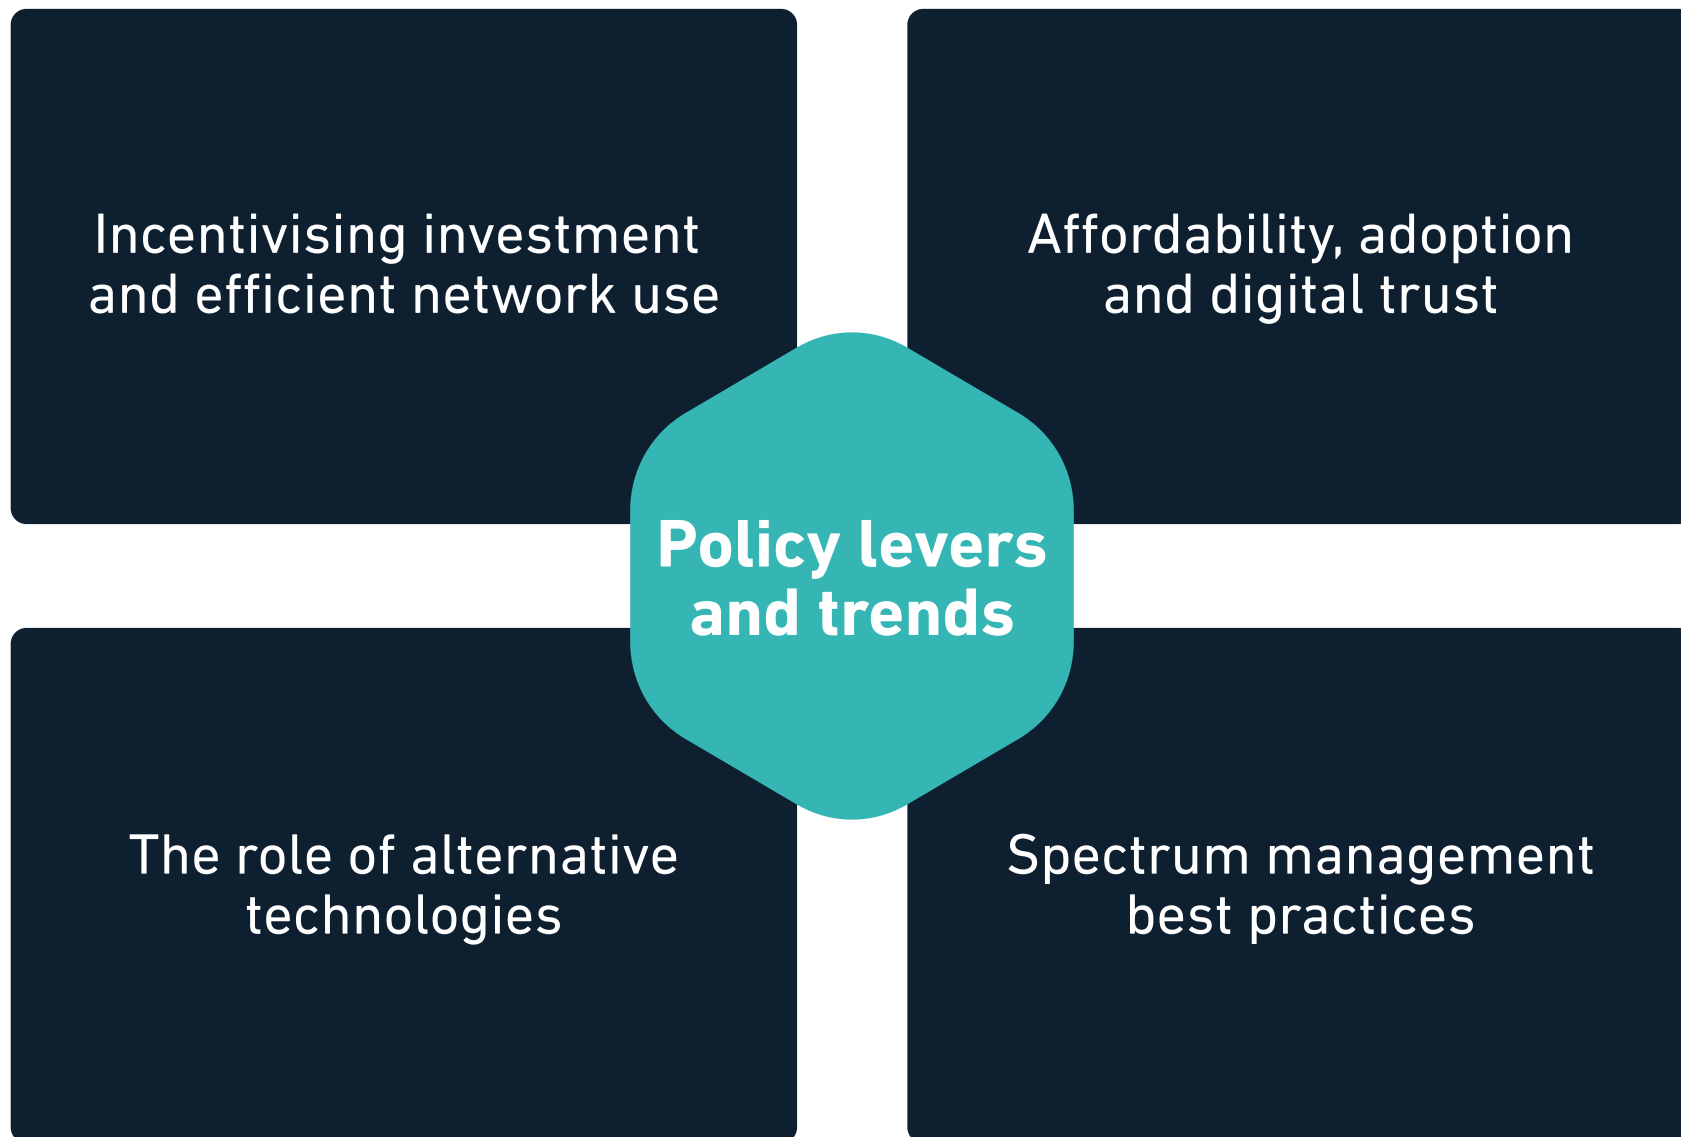 Incentivising investment
and efficient network use
Affordability, adoption
and digital trust
Policy levers
and trends
The role of alternative
technologies
Spectrum management
best practices